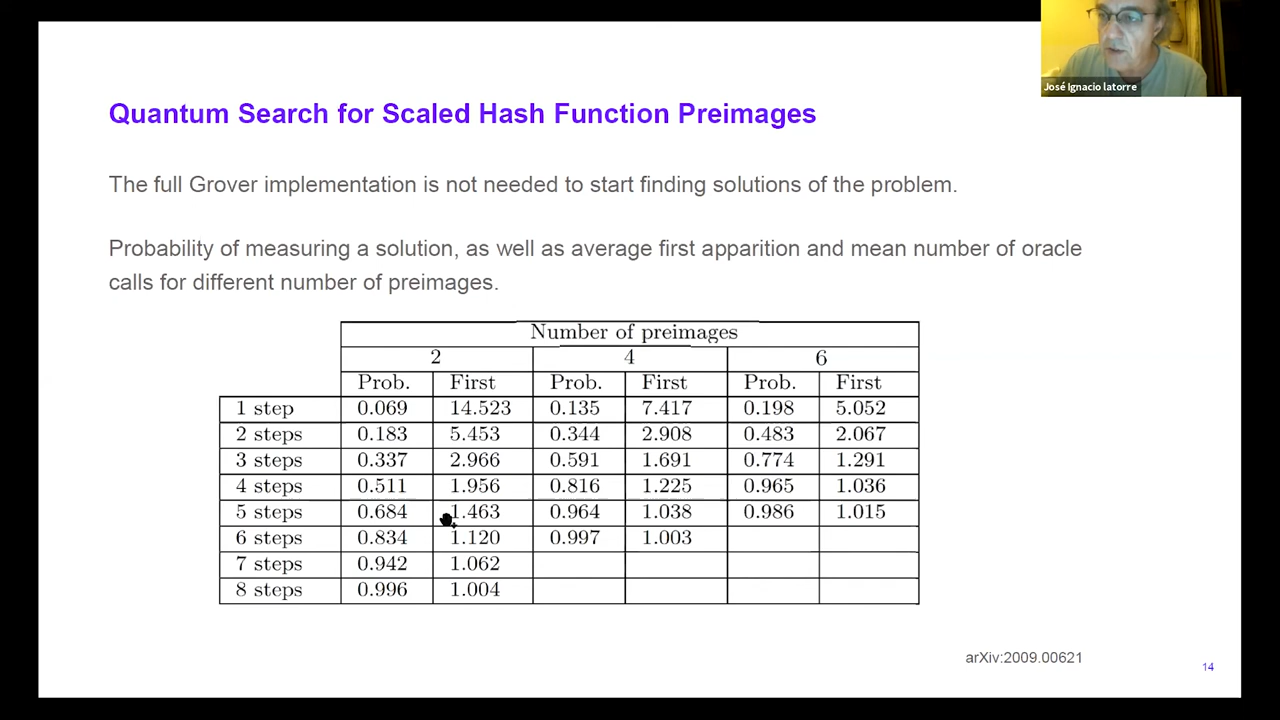 José Ignacio latorre
Quantum Search for Scaled Hash Function Preimages
The full Grover implementation is not needed to start finding solutions of the problem.
Probability of measuring a solution, as well as average first apparition and mean number of oracle
calls for different number of preimages.
Number of preimages
2 4 6
Prob. First Prob. First Prob. First
1 step 0.069 14.523 0.135 7.417 0.198 5.052
2 steps 0.183 5.453 0.344 2.908 0.483 2.067
3 steps 0.337 2.966 0.591 1.691 0.774 1.291
4 steps 0.511 1.956 0.816 1.225 0.965 1.036
5 steps 0.684 1.463 0.964 1.038 0.986 1.015
6 steps 0.834 1.120 0.997 1.003
7 steps 0.942 1.062
8 steps 0.996 1.004
arXiv:2009.00621
14